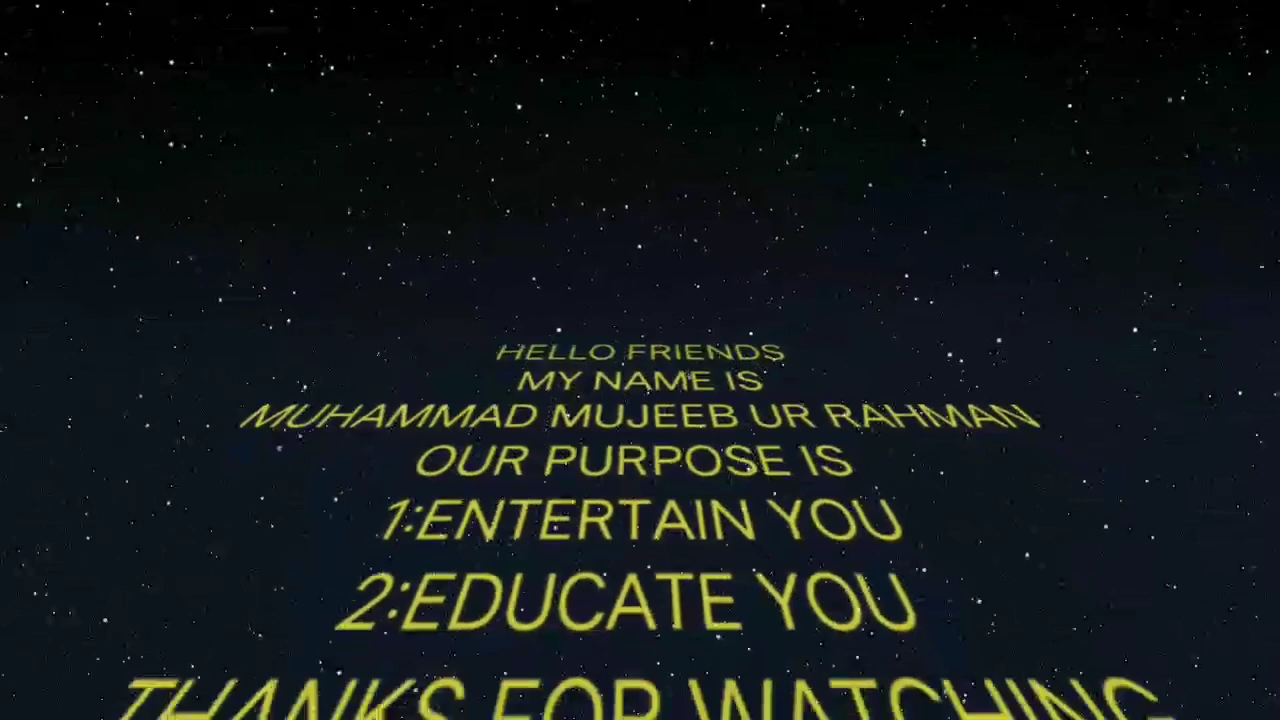 HELLO FRIENDS
MY NAME IS
MUHAMMAD MUJEEB UR RAHMAN
OUR PURPOSE IS
1:ENTERTAIN YOU
2:EDUCATE YOU
THANKS FOR WATCHING